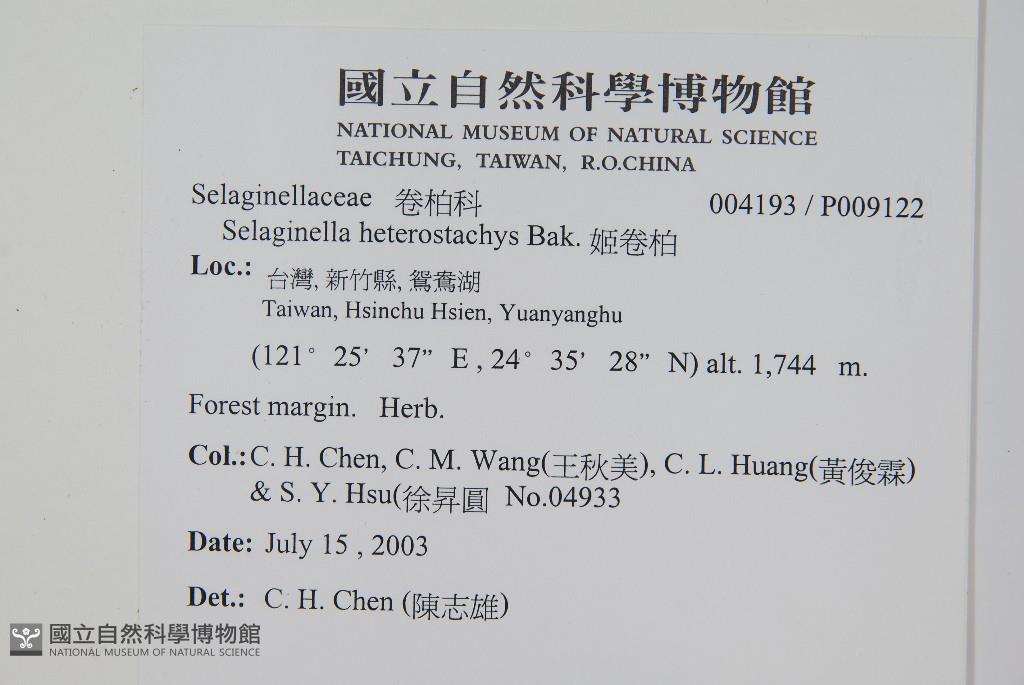 國立自然科學博物館
NATIONAL MUSEUM OF NATURAL SCIENCE
TAICHUNG, TAIWAN, R.O.CHINA
Selaginellaceae 卷柏科 004193 / P009122
Selaginella heterostachys Bak. 姬卷柏
Loc.: 台灣, 新竹縣, 鴛鴦湖
Taiwan, Hsinchu Hsien, Yuanyanghu
(121° 25’ 37” E , 24° 35’ 28” N) alt. 1,744 m.
Forest margin. Herb.
Col.: C. H. Chen, C. M. Wang(王秋美), C. L. Huang(黃俊霖)
& S. Y. Hsu(徐昇圓 No.04933
Date: July 15 , 2003
Det.: C. H. Chen (陳志雄)
國立自然科學博物館
NATIONAL MUSEUM OF NATURAL SCIENCE